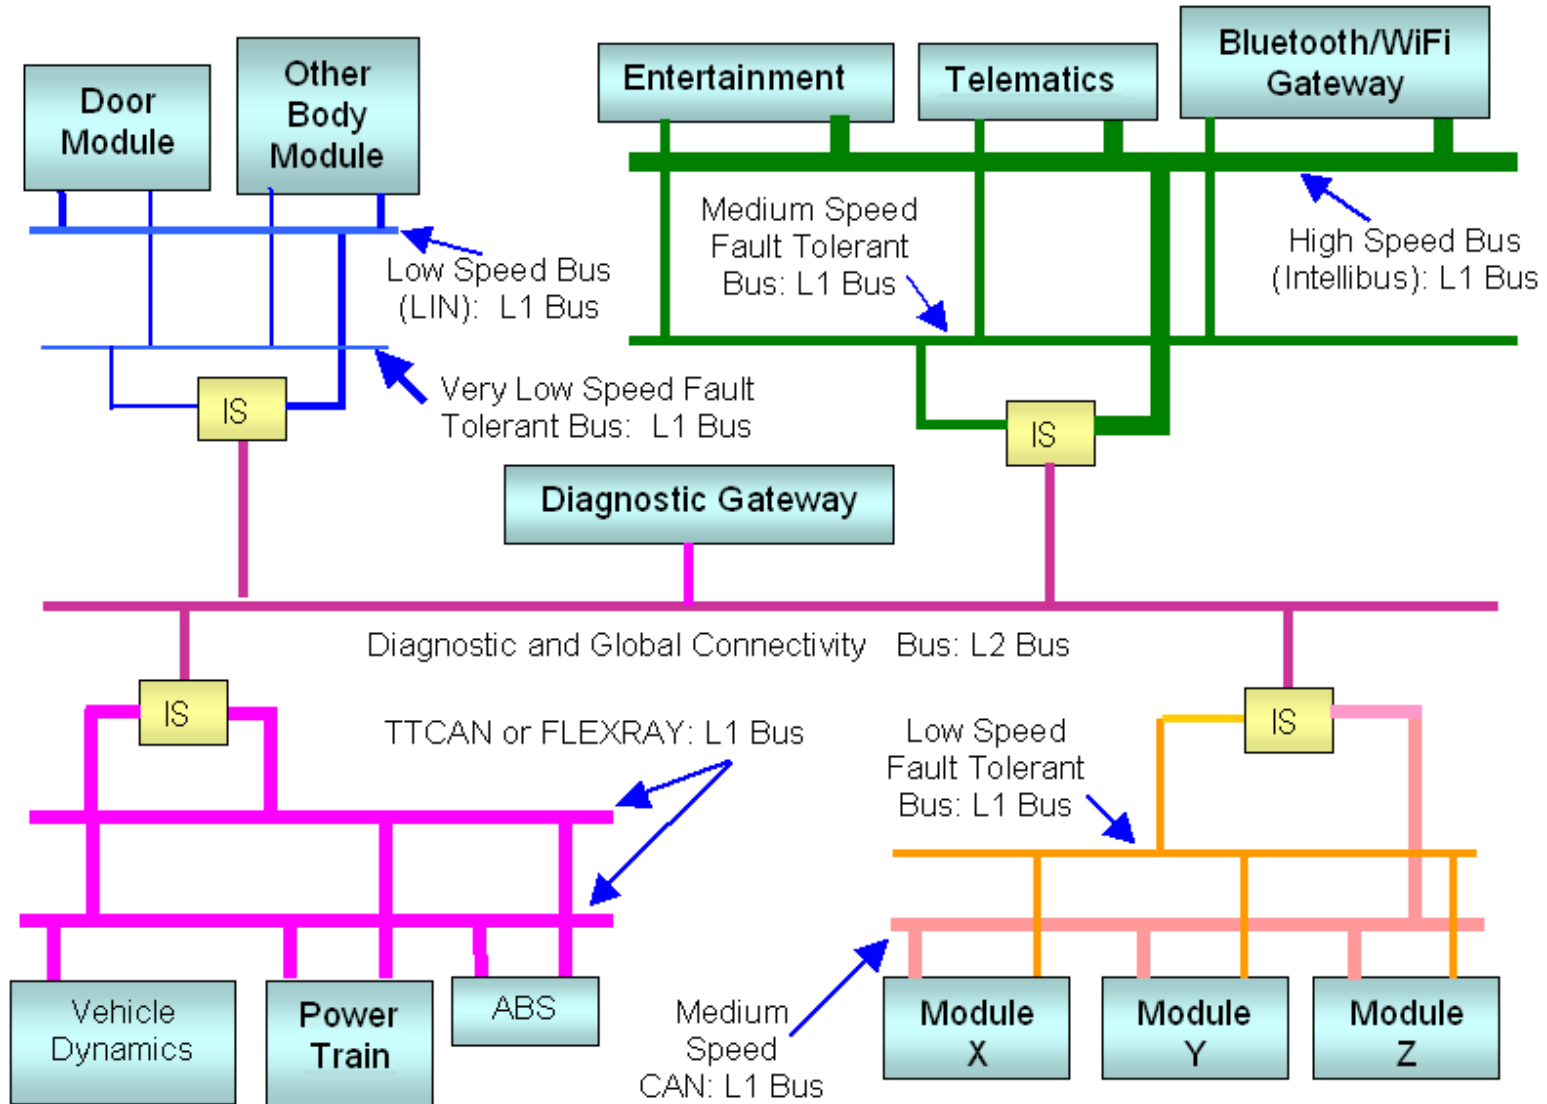 Door
Module
Other
Body
Module
Entertainment
Telematics
Bluetooth/WiFi
Gateway
Low Speed Bus
(LIN):  L1 Bus
Medium Speed
Fault Tolerant
Bus: L1 Bus
High Speed Bus
(Intellibus): L1 Bus
Very Low Speed Fault
Tolerant Bus:  L1 Bus
IS
IS
Diagnostic Gateway
Diagnostic and Global Connectivity   Bus: L2 Bus
IS
IS
TTCAN or FLEXRAY: L1 Bus
Low Speed
Fault Tolerant
Bus: L1 Bus
Vehicle
Dynamics
Power
Train
ABS
Medium
Speed
CAN: L1 Bus
Module
X
Module
Y
Module
Z